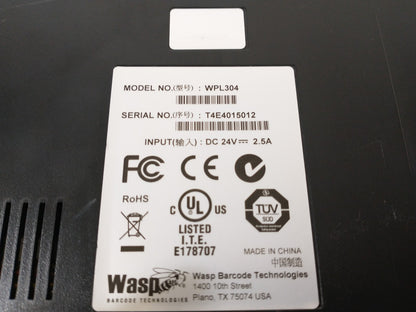 MODEL NO.(型号) : WPL304
SERIAL NO.(序号) : T4E4015012
INPUT(输入) : DC 24V⎓ 2.5A
FC CE
RoHS
C UL US
LISTED
I.T.E.
E178707
TÜV
SÜD
MADE IN CHINA
中国制造
Wasp
BARCODE TECHNOLOGIES
Wasp Barcode Technologies
1400 10th Street
Plano, TX 75074 USA